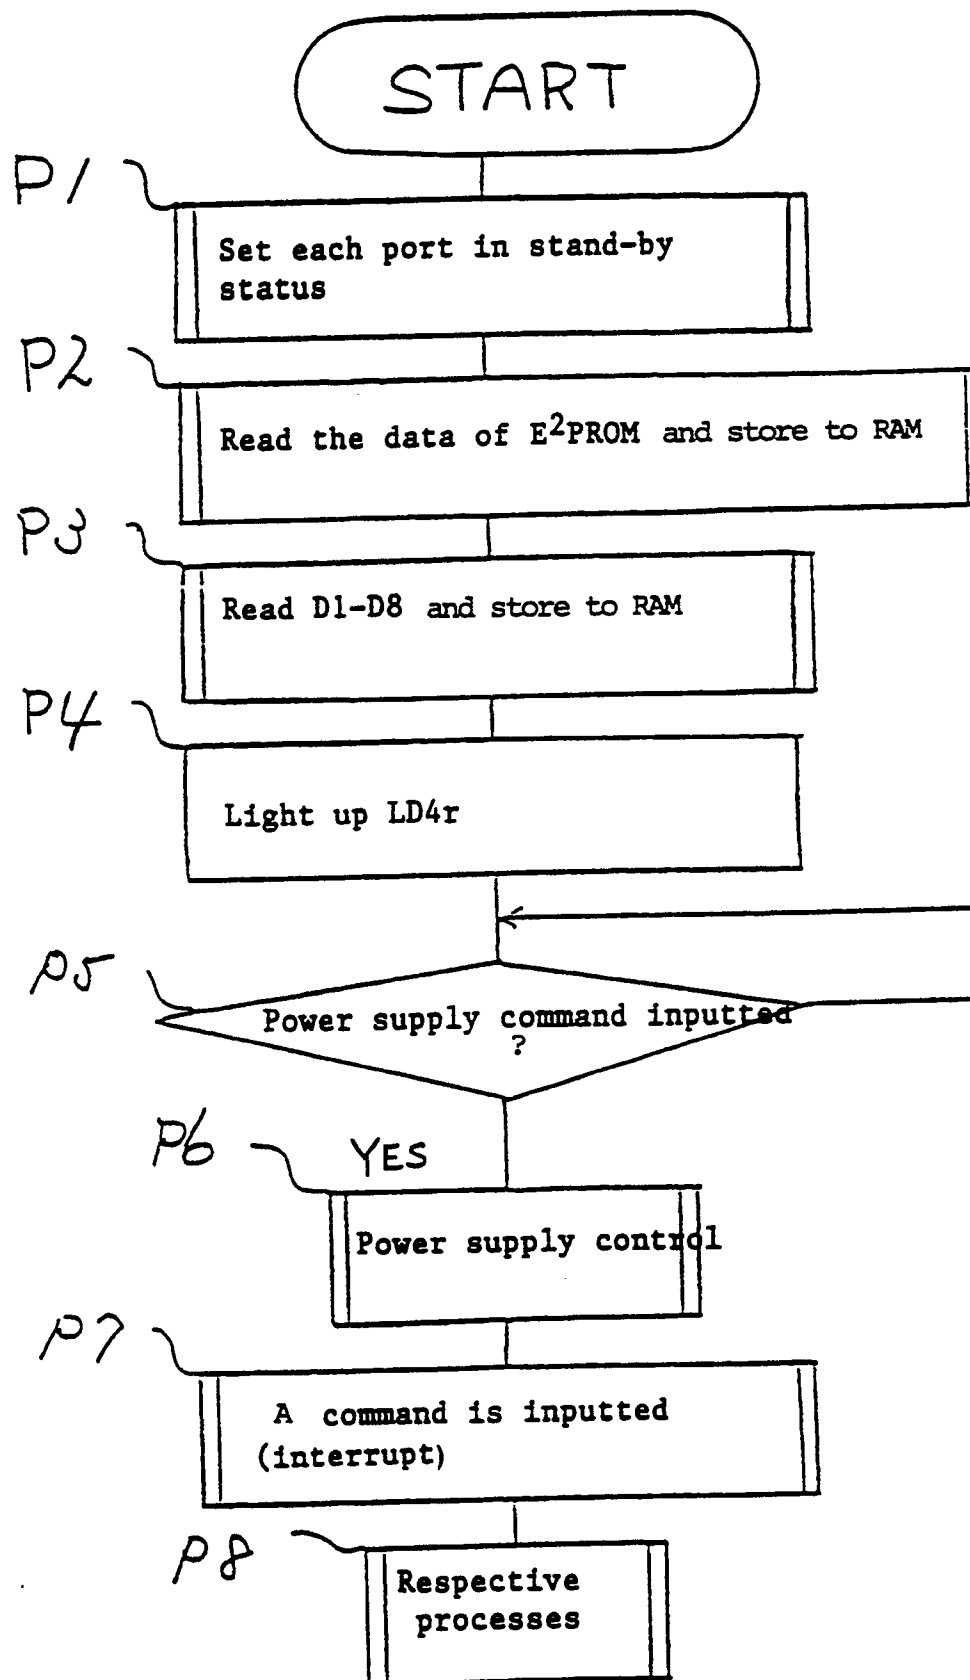 START
P1
Set each port in stand-by
status
P2
Read the data of E²PROM and store to RAM
P3
Read D1-D8 and store to RAM
P4
Light up LD4r
P5
Power supply command inputted
?
P6
YES
Power supply control
P7
A command is inputted
(interrupt)
P8
Respective
processes